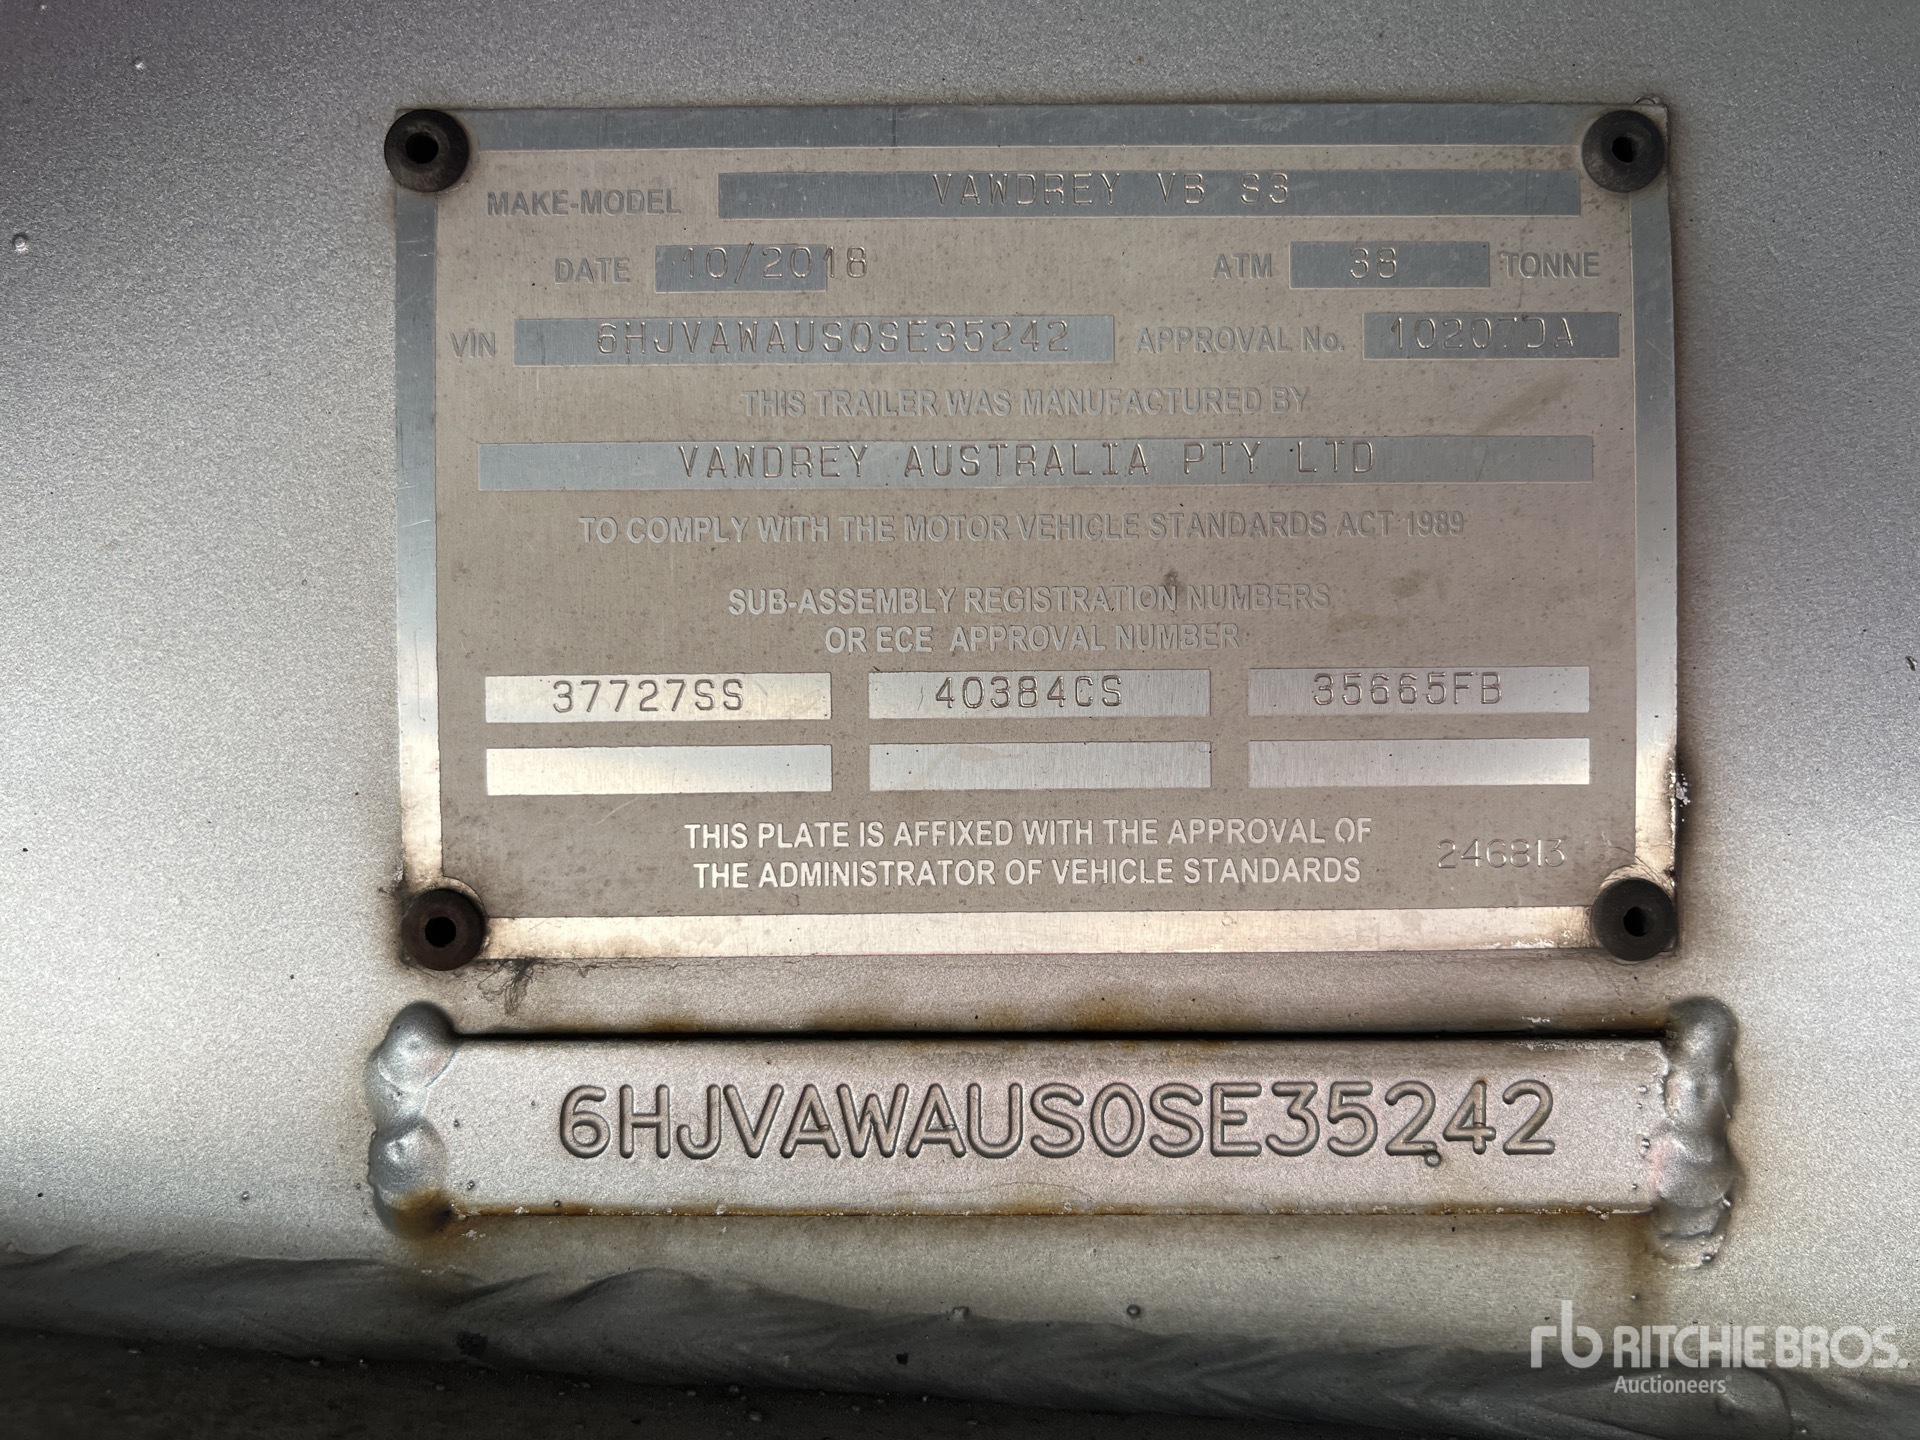 MAKE-MODEL VAWDREY VB S3
DATE 10/2018 ATM 38 TONNE
VIN 6HJVAWAUS0SE35242 APPROVAL No. 10207DA
THIS TRAILER WAS MANUFACTURED BY
VAWDREY AUSTRALIA PTY LTD
TO COMPLY WITH THE MOTOR VEHICLE STANDARDS ACT 1989
SUB-ASSEMBLY REGISTRATION NUMBERS
OR ECE APPROVAL NUMBER
37727SS 40384CS 35665FB
THIS PLATE IS AFFIXED WITH THE APPROVAL OF
THE ADMINISTRATOR OF VEHICLE STANDARDS
246813
6HJVAWAUS0SE35242
rb RITCHIE BROS.
Auctioneers